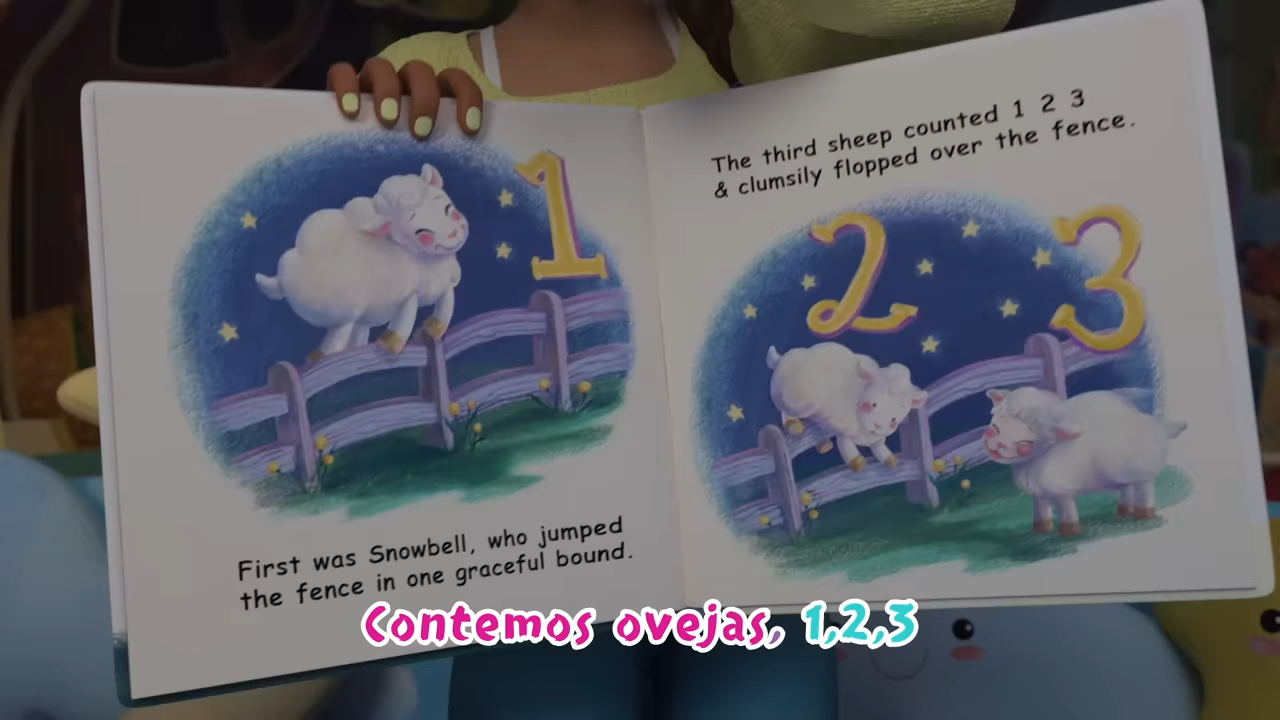 1
First was Snowbell, who jumped
the fence in one graceful bound.
The third sheep counted 1 2 3
& clumsily flopped over the fence.
2 3
Contemos ovejas, 1,2,3